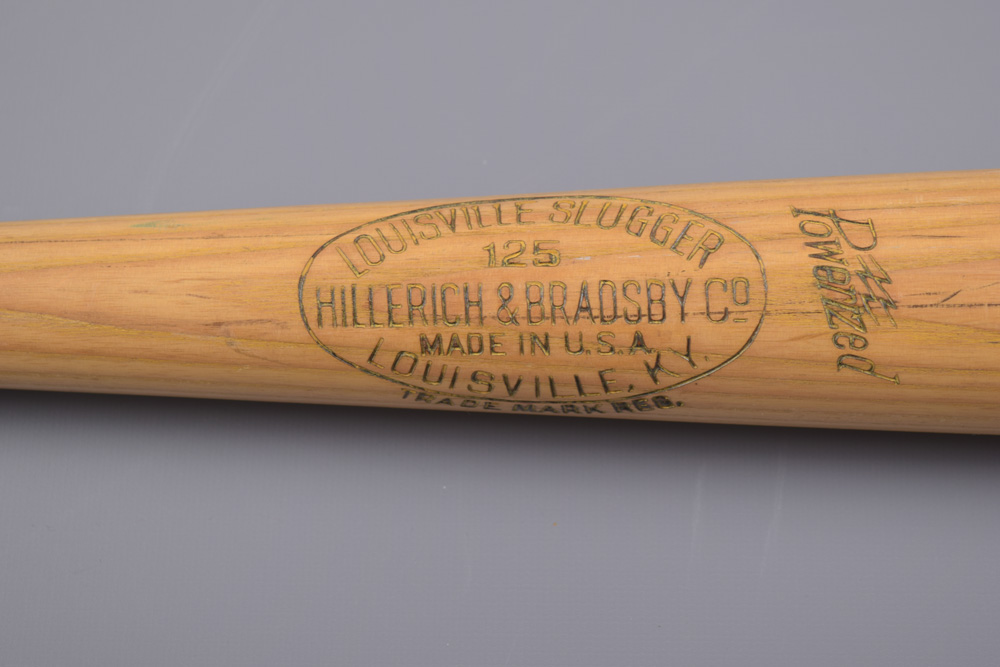 LOUISVILLE SLUGGER
125
HILLERICH & BRADSBY Co
MADE IN U.S.A.
LOUISVILLE, KY.
TRADE MARK REG.
Powerized